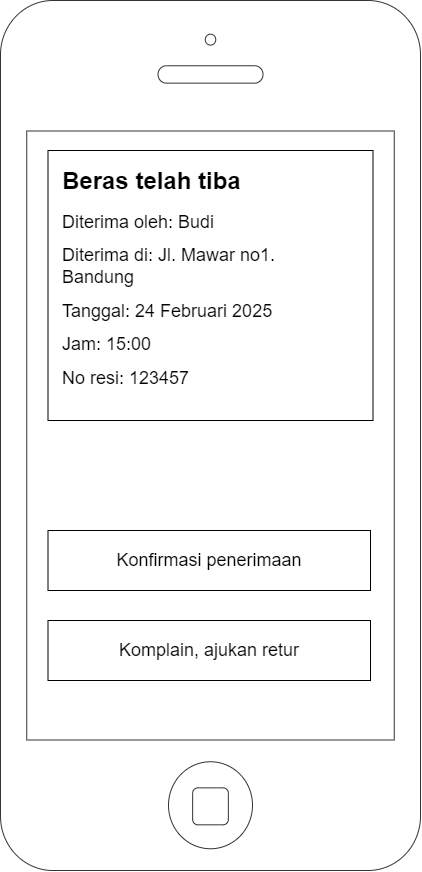 Beras telah tiba
Diterima oleh: Budi
Diterima di: Jl. Mawar no1.
Bandung
Tanggal: 24 Februari 2025
Jam: 15:00
No resi: 123457
Konfirmasi penerimaan
Komplain, ajukan retur